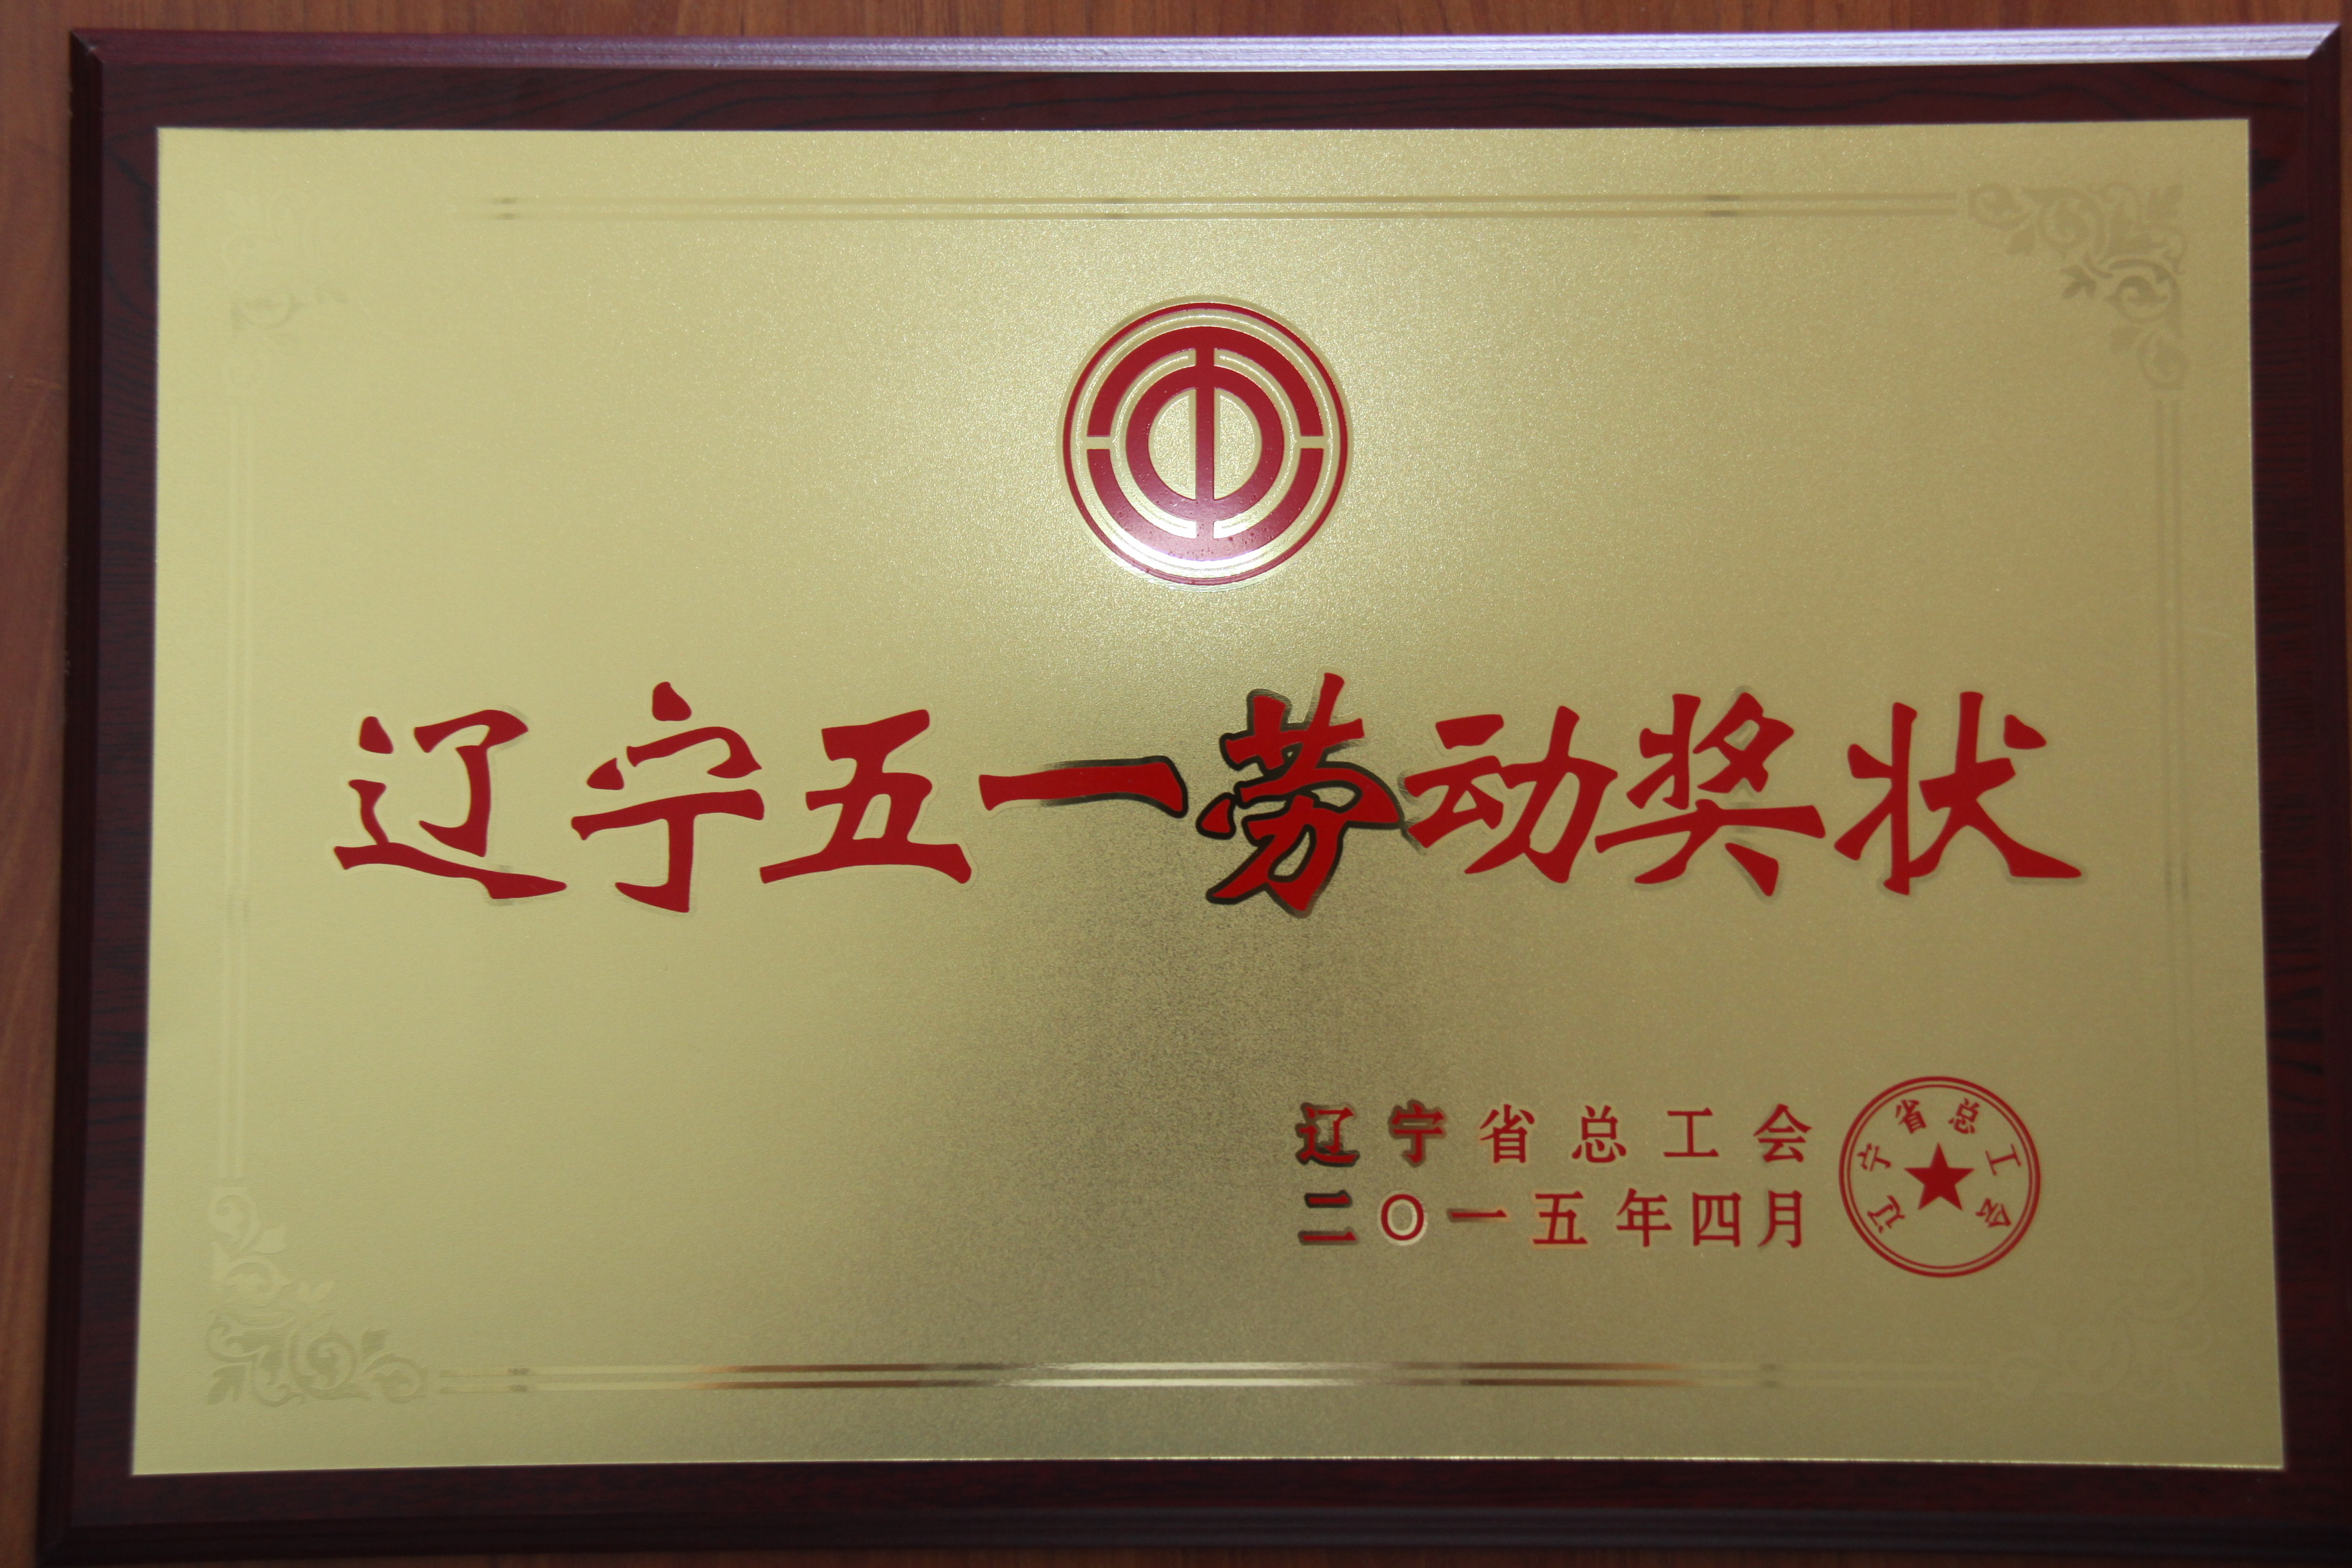 辽宁五一劳动奖状
辽宁省总工会
二〇一五年四月
辽宁省总工会